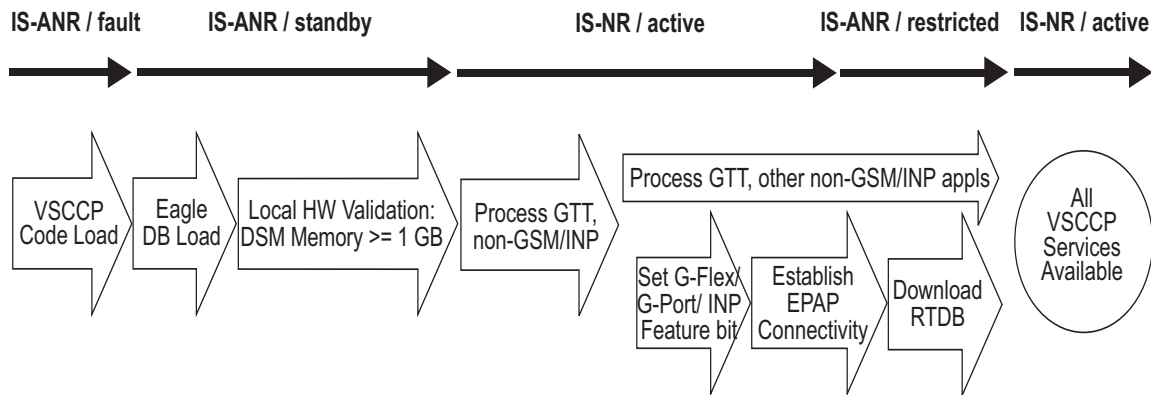 IS-ANR / fault
IS-ANR / standby
IS-NR / active
IS-ANR / restricted
IS-NR / active
VSCCP
Code Load
Eagle
DB Load
Local HW Validation:
DSM Memory >= 1 GB
Process GTT,
non-GSM/INP
Process GTT, other non-GSM/INP appls
Set G-Flex/
G-Port/ INP
Feature bit
Establish
EPAP
Connectivity
Download
RTDB
All
VSCCP
Services
Available